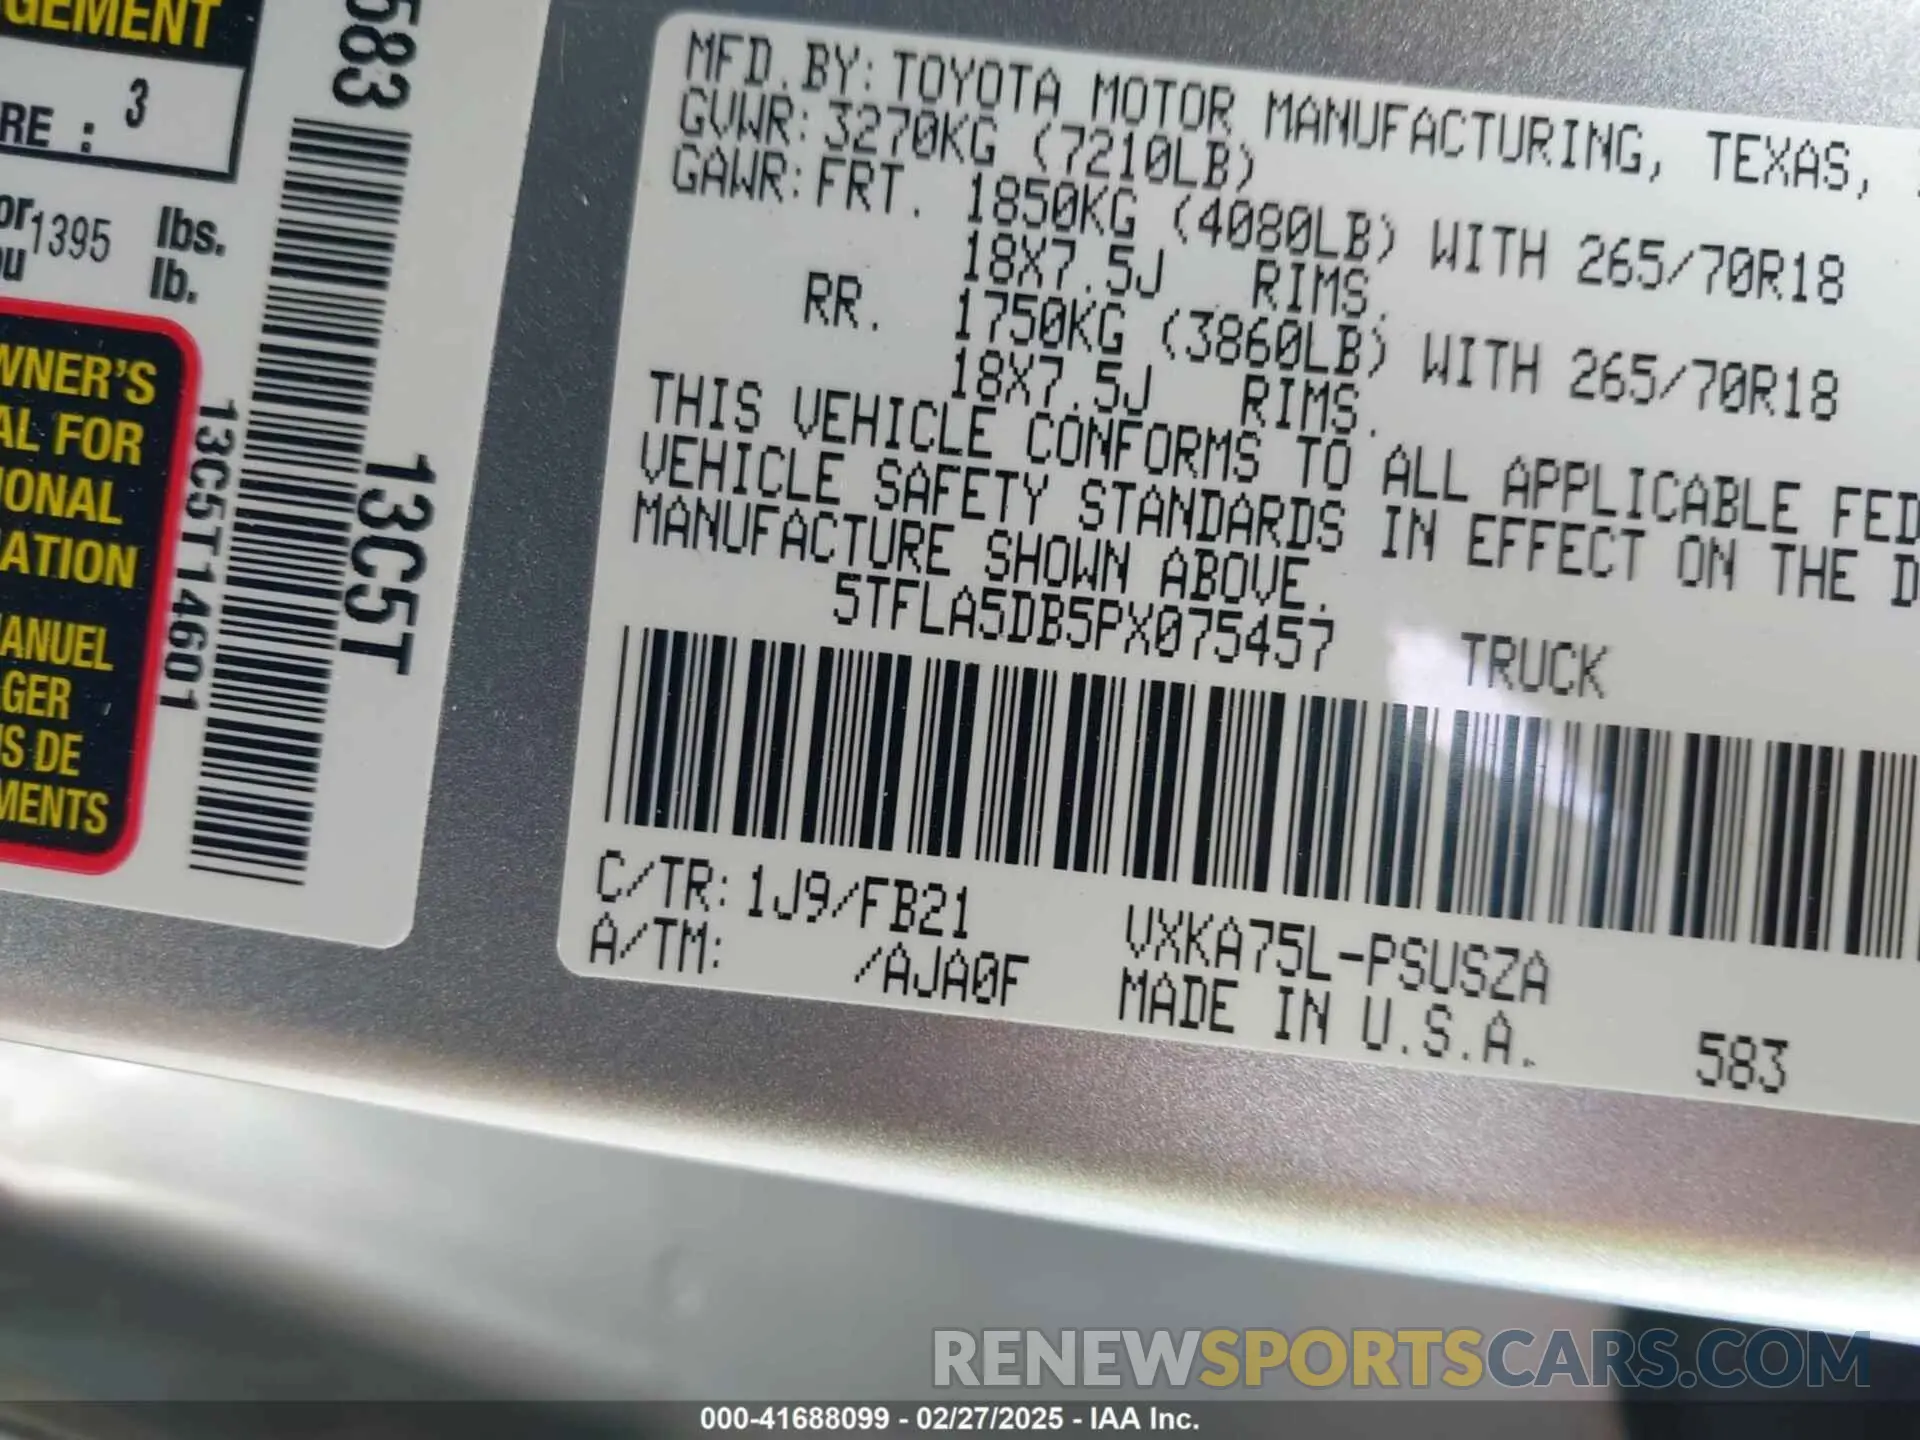 GEMENT
RE : 3
or 1395 lbs.
ou lb.
WNER'S
AL FOR
IONAL
ATION
MANUEL
GER
S DE
MENTS
583
13C5T
13C5T14601
MFD.BY:TOYOTA MOTOR MANUFACTURING, TEXAS,
GVWR:3270KG (7210LB)
GAWR:FRT. 1850KG (4080LB) WITH 265/70R18
18X7.5J RIMS,
RR. 1750KG (3860LB) WITH 265/70R18
18X7.5J RIMS.
THIS VEHICLE CONFORMS TO ALL APPLICABLE FED
VEHICLE SAFETY STANDARDS IN EFFECT ON THE D
MANUFACTURE SHOWN ABOVE.
5TFLA5DB5PX075457 TRUCK
C/TR:1J9/FB21 VXKA75L-PSUSZA
A/TM: /AJA0F MADE IN U.S.A. 583
RENEWSPORTSCARS.COM
000-41688099 - 02/27/2025 - IAA Inc.